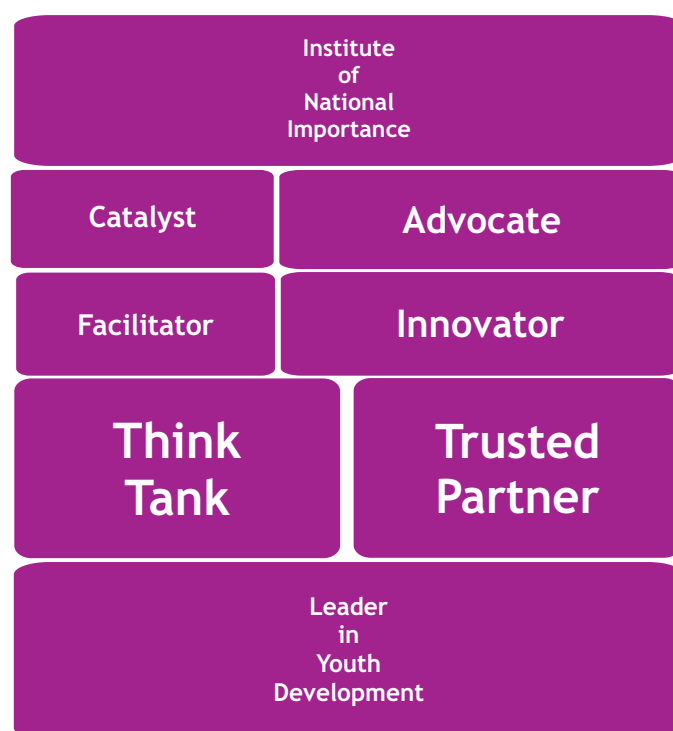 Institute
of
National
Importance
Catalyst
Advocate
Facilitator
Innovator
Think
Tank
Trusted
Partner
Leader
in
Youth
Development